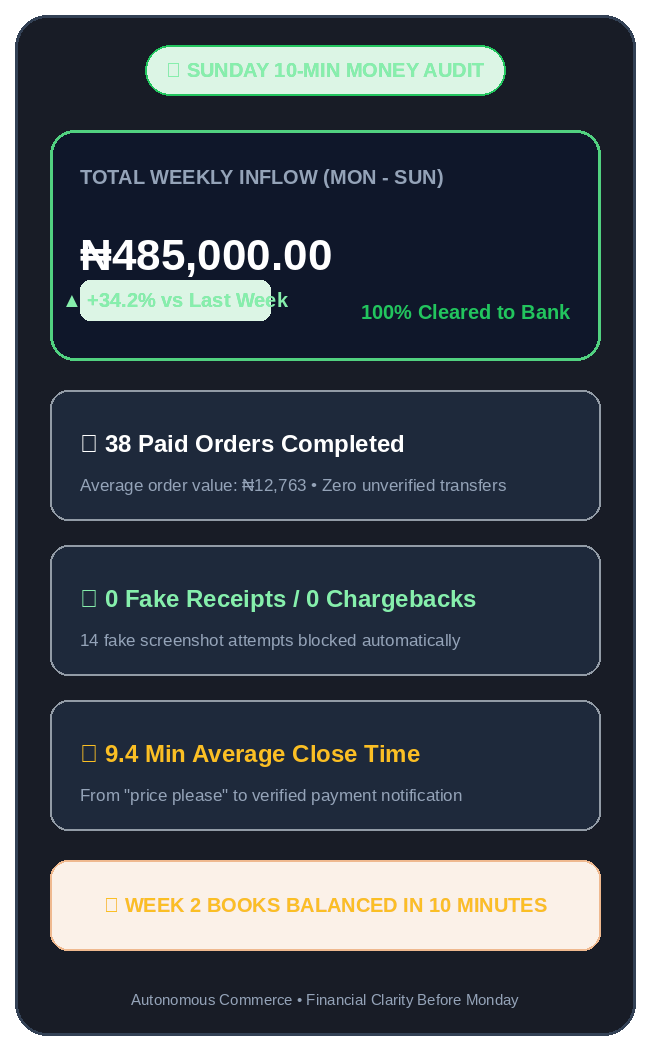 SUNDAY 10-MIN MONEY AUDIT
TOTAL WEEKLY INFLOW (MON - SUN)
₦485,000.00
▲ +34.2% vs Last Week
100% Cleared to Bank
38 Paid Orders Completed
Average order value: ₦12,763 • Zero unverified transfers
0 Fake Receipts / 0 Chargebacks
14 fake screenshot attempts blocked automatically
9.4 Min Average Close Time
From "price please" to verified payment notification
WEEK 2 BOOKS BALANCED IN 10 MINUTES
Autonomous Commerce • Financial Clarity Before Monday